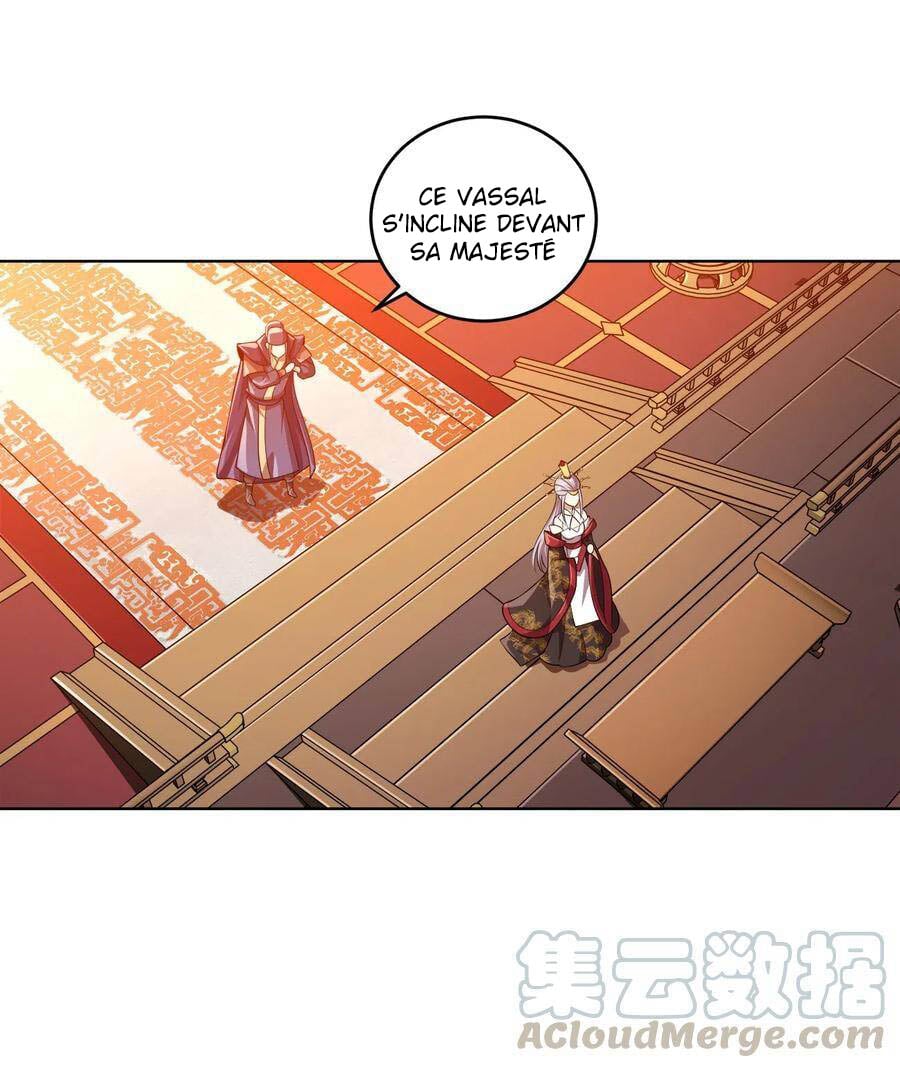 CE VASSAL
S'INCLINE DEVANT
SA MAJESTÉ
集云数据
ACloudMerge.com